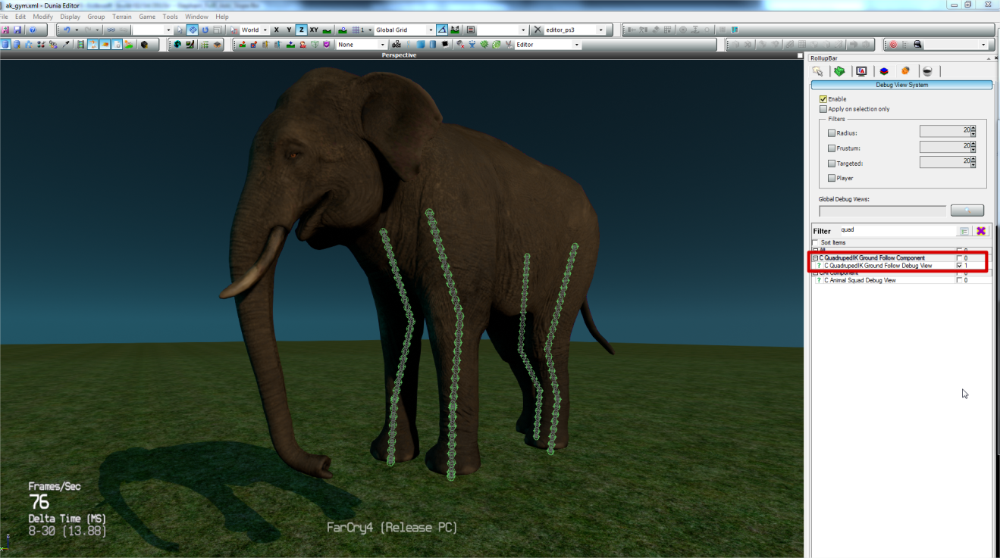 ak_gym.xml - Dunia Editor
File Edit Modify Display Group Terrain Game Tools Window Help
World X Y Z XY 1 Global Grid editor_ps3
None Editor
Perspective
RollupBar
Debug View System
Enable
Apply on selection only
Filters
Radius: 20
Frustum: 20
Targeted: 20
Player
Global Debug Views:
Filter quad
Sort Items
All 0
C QuadrupedIK Ground Follow Component 0
? C QuadrupedIK Ground Follow Debug View 1
CAI Component 0
? C Animal Squad Debug View 0
Frames/Sec
76
Delta Time (MS)
8-30 (13.88)
FarCry4 (Release PC)